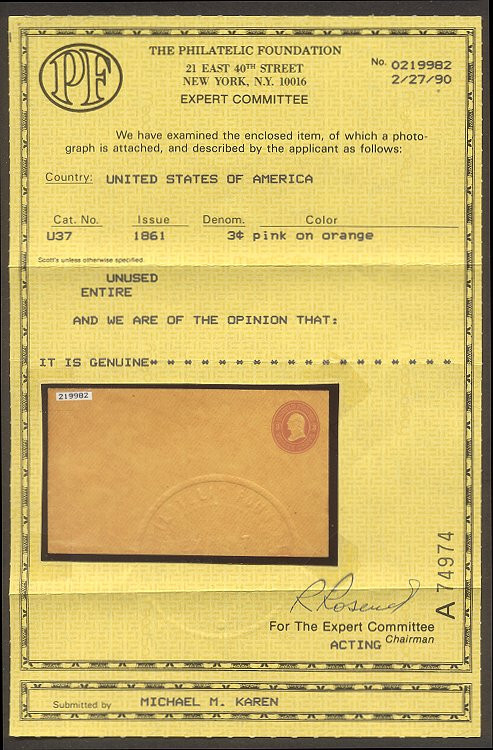 PF
THE PHILATELIC FOUNDATION
21 EAST 40TH STREET
NEW YORK, N.Y. 10016
EXPERT COMMITTEE
No. 0219982
2/27/90
We have examined the enclosed item, of which a photo-
graph is attached, and described by the applicant as follows:
Country: UNITED STATES OF AMERICA
Cat. No. Issue Denom. Color
U37 1861 3¢ pink on orange
Scott's unless otherwise specified.
UNUSED
ENTIRE
AND WE ARE OF THE OPINION THAT:
IT IS GENUINE* * * * * * * * * * * * * * * * * *
219982
R Rosend
For The Expert Committee
ACTING Chairman
A 74974
Submitted by MICHAEL M. KAREN